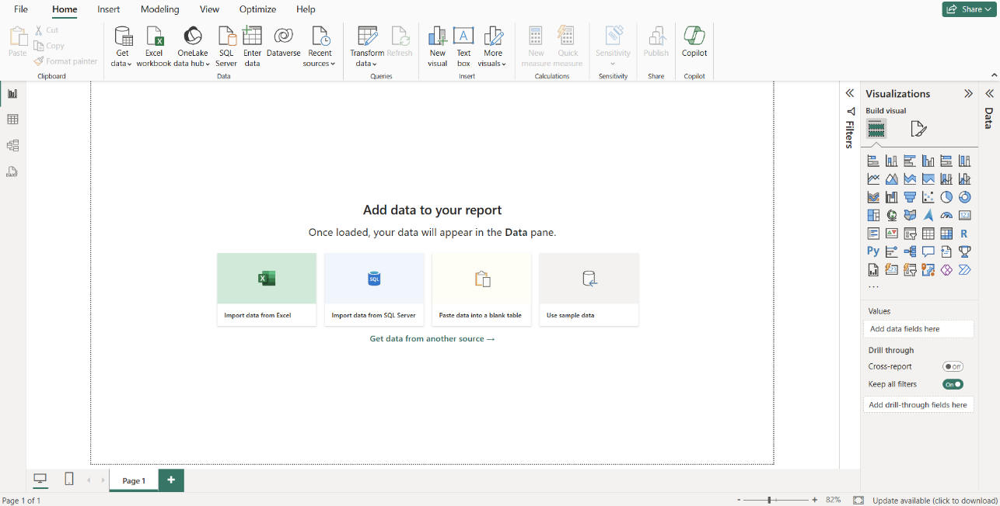 File Home Insert Modeling View Optimize Help
Share
Paste
Cut
Copy
Format painter
Clipboard
Get data
Excel workbook
OneLake data hub
SQL Server
Enter data
Dataverse
Recent sources
Data
Transform data
Refresh
Queries
New visual
A
Text box
More visuals
Insert
New measure
Quick measure
Calculations
Sensitivity
Sensitivity
Publish
Share
Copilot
Copilot
Filters
Visualizations
Data
Build visual
123
R
Py
Add data to your report
Once loaded, your data will appear in the Data pane.
SQL
Import data from Excel
Import data from SQL Server
Paste data into a blank table
Use sample data
Get data from another source →
...
Values
Add data fields here
Drill through
Cross-report
Off
Keep all filters
On
Add drill-through fields here
Page 1
+
Page 1 of 1
- + 82%
Update available (click to download)